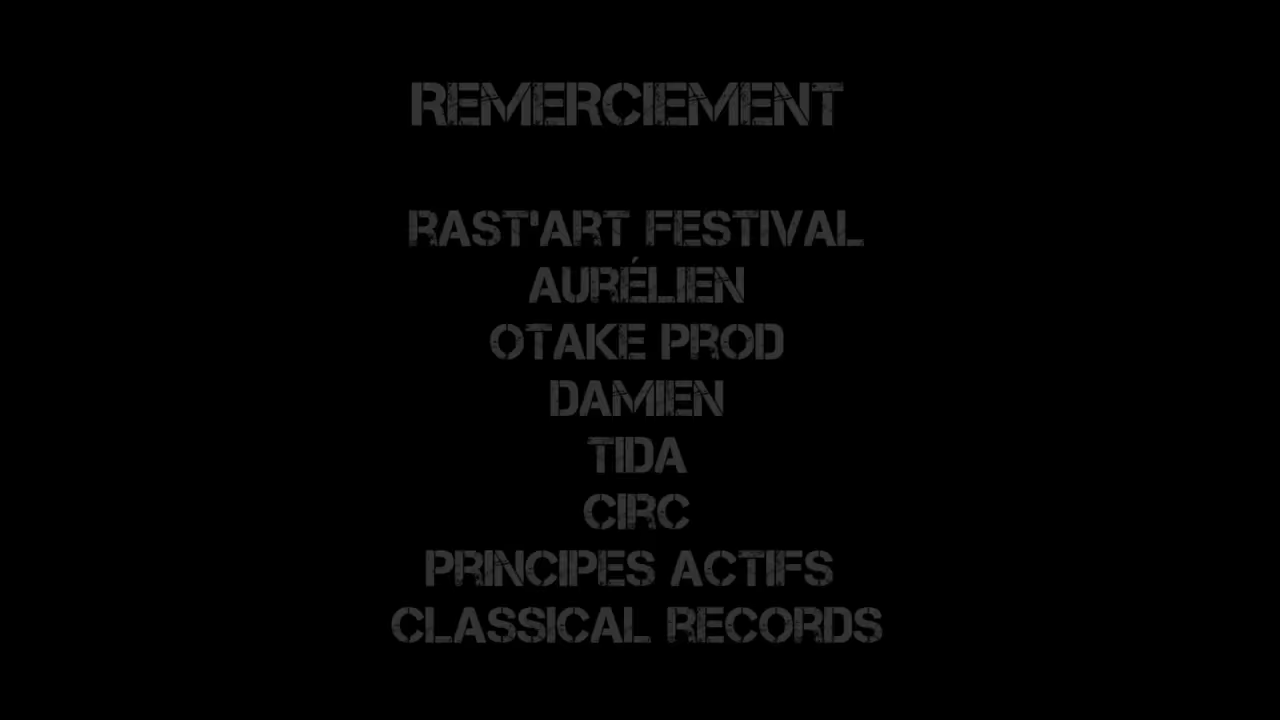 REMERCIEMENT
RAST'ART FESTIVAL
AURÉLIEN
OTAKE PROD
DAMIEN
TIDA
CIRC
PRINCIPES ACTIFS
CLASSICAL RECORDS